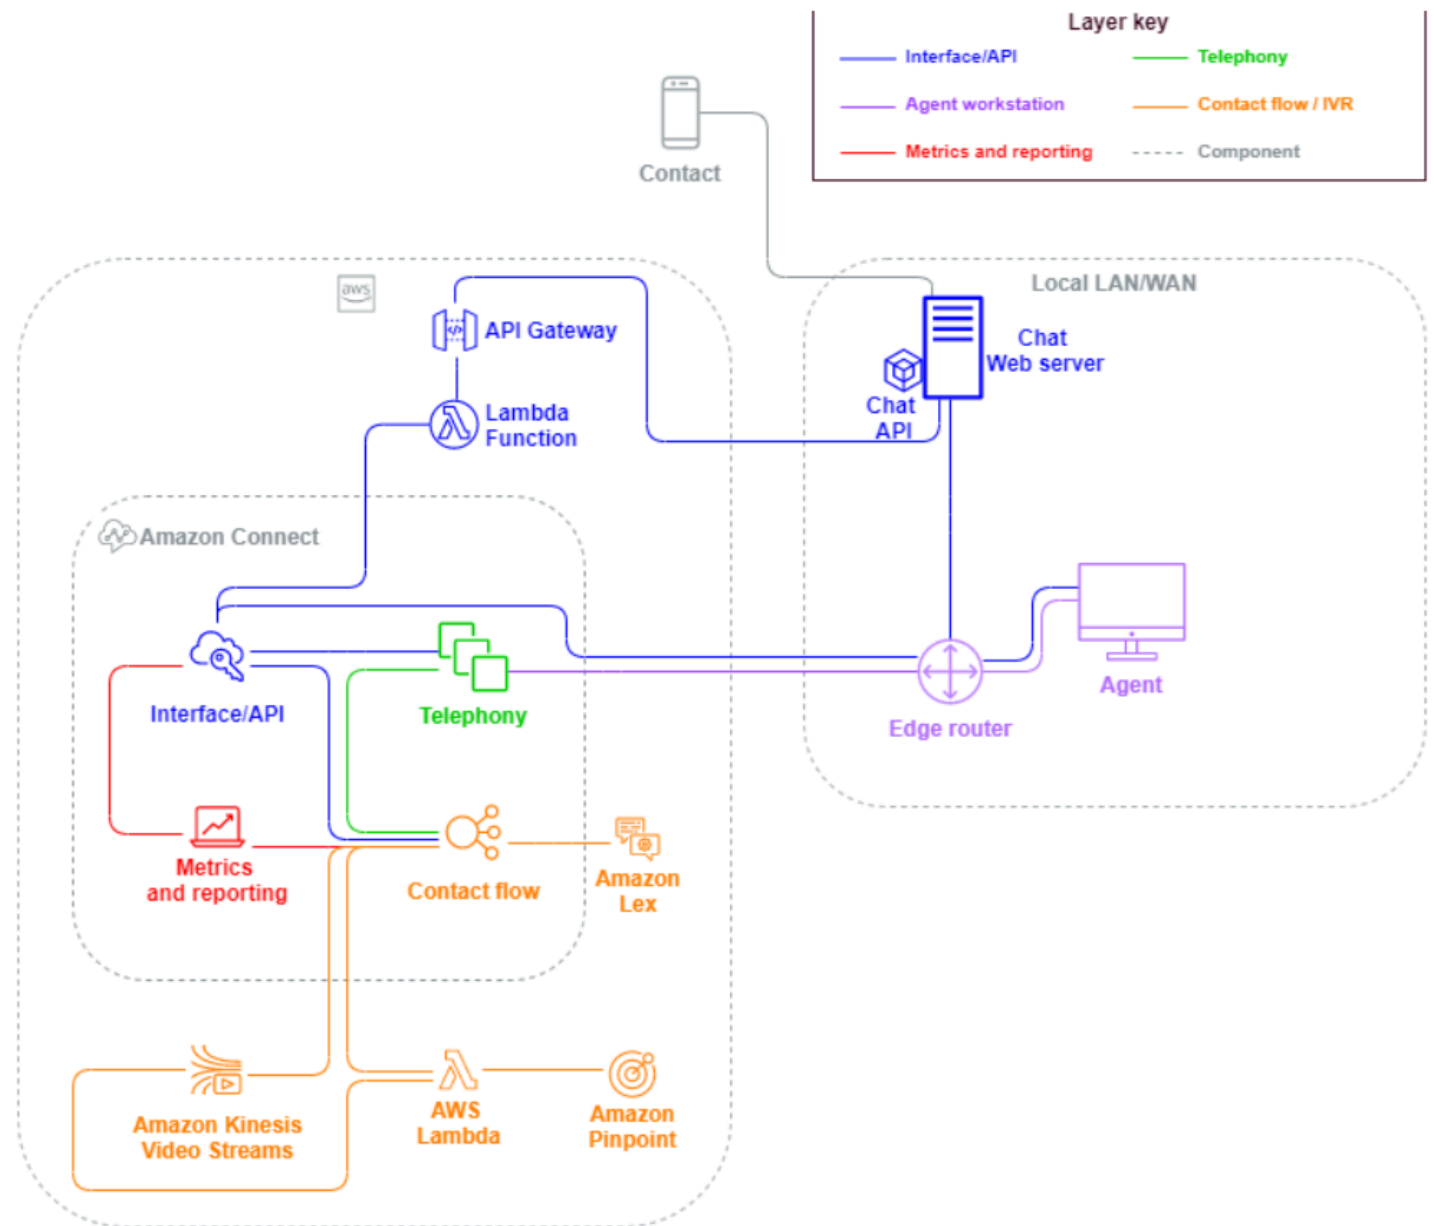 Layer key
Interface/API
Telephony
Agent workstation
Contact flow / IVR
Metrics and reporting
Component
Contact
aws
Local LAN/WAN
API Gateway
Chat
Web server
Chat
API
Lambda
Function
Amazon Connect
Interface/API
Telephony
Agent
Edge router
Metrics
and reporting
Contact flow
Amazon
Lex
Amazon Kinesis
Video Streams
AWS
Lambda
Amazon
Pinpoint